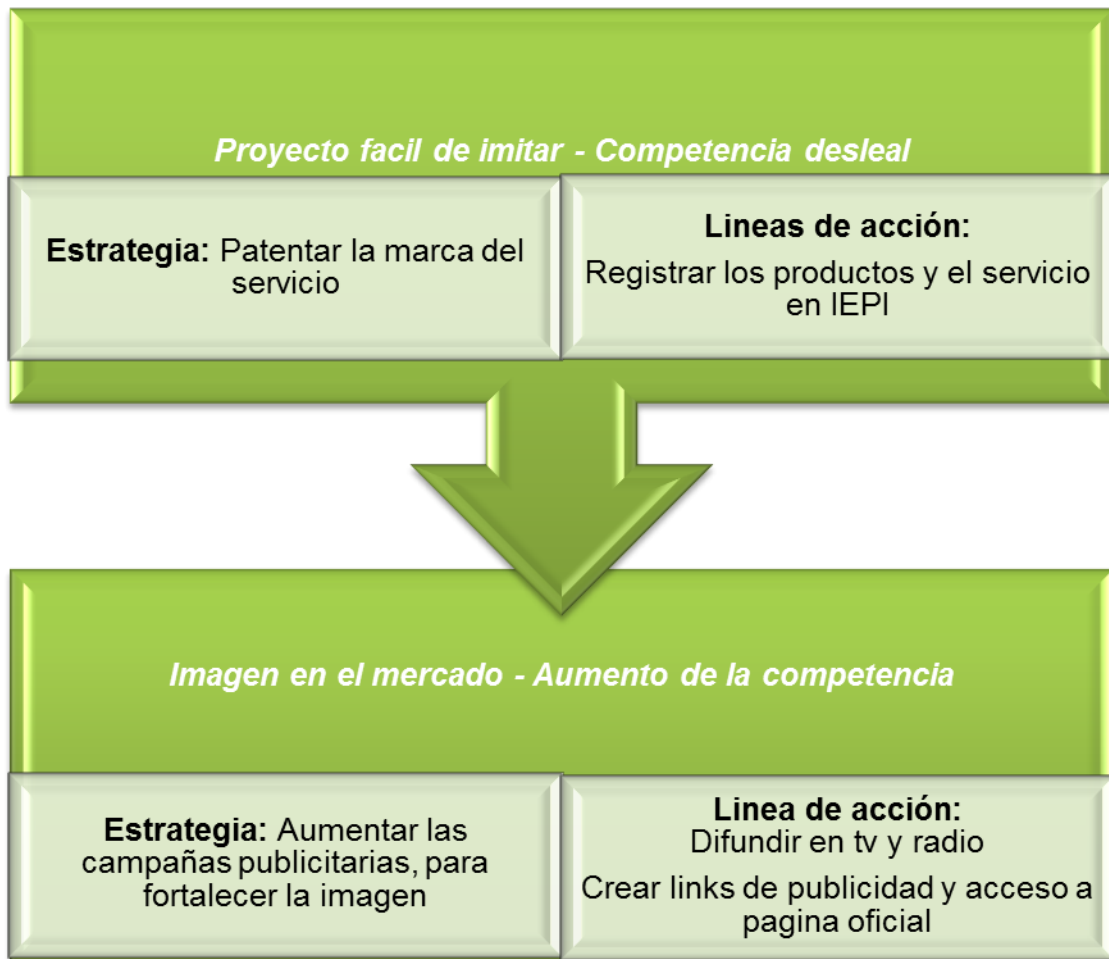 Proyecto facil de imitar - Competencia desleal
Estrategia: Patentar la marca del
servicio
Lineas de acción:
Registrar los productos y el servicio
en IEPI
Imagen en el mercado - Aumento de la competencia
Estrategia: Aumentar las
campañas publicitarias, para
fortalecer la imagen
Linea de acción:
Difundir en tv y radio
Crear links de publicidad y acceso a
pagina oficial